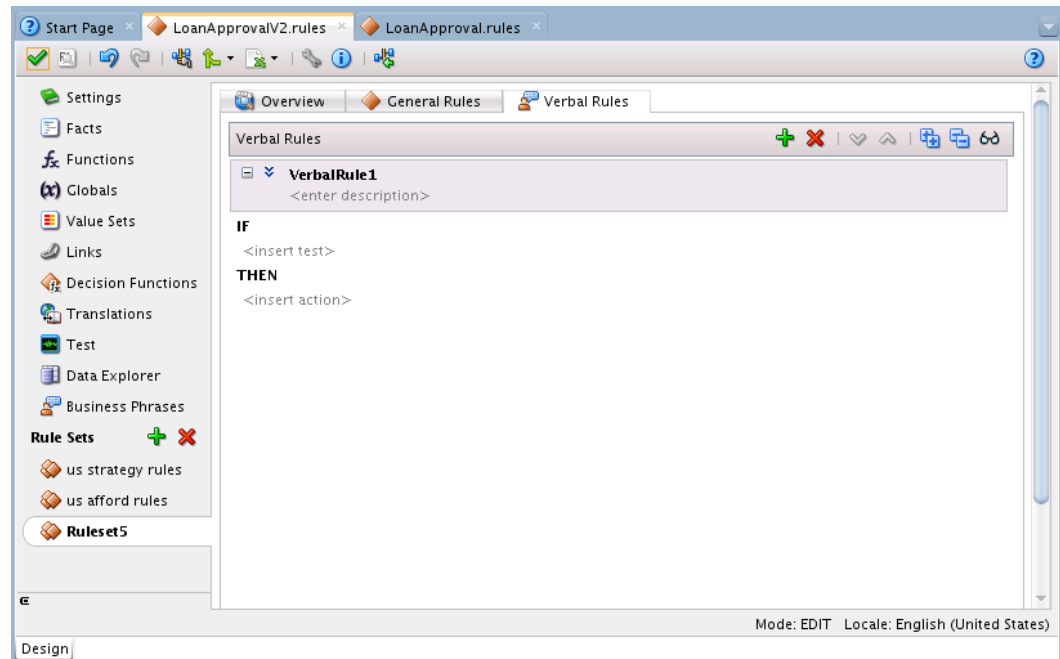 Start Page LoanApprovalV2.rules LoanApproval.rules
Settings
Facts
Functions
Globals
Value Sets
Links
Decision Functions
Translations
Test
Data Explorer
Business Phrases
Rule Sets
us strategy rules
us afford rules
Ruleset5
Overview General Rules Verbal Rules
Verbal Rules
VerbalRule1
<enter description>
IF
<insert test>
THEN
<insert action>
Mode: EDIT Locale: English (United States)
Design